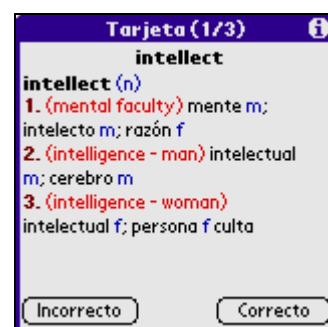 Tarjeta (1/3) i
intellect
intellect (n)
1. (mental faculty) mente m;
intelecto m; razón f
2. (intelligence - man) intelectual
m; cerebro m
3. (intelligence - woman)
intelectual f; persona f culta
Incorrecto Correcto